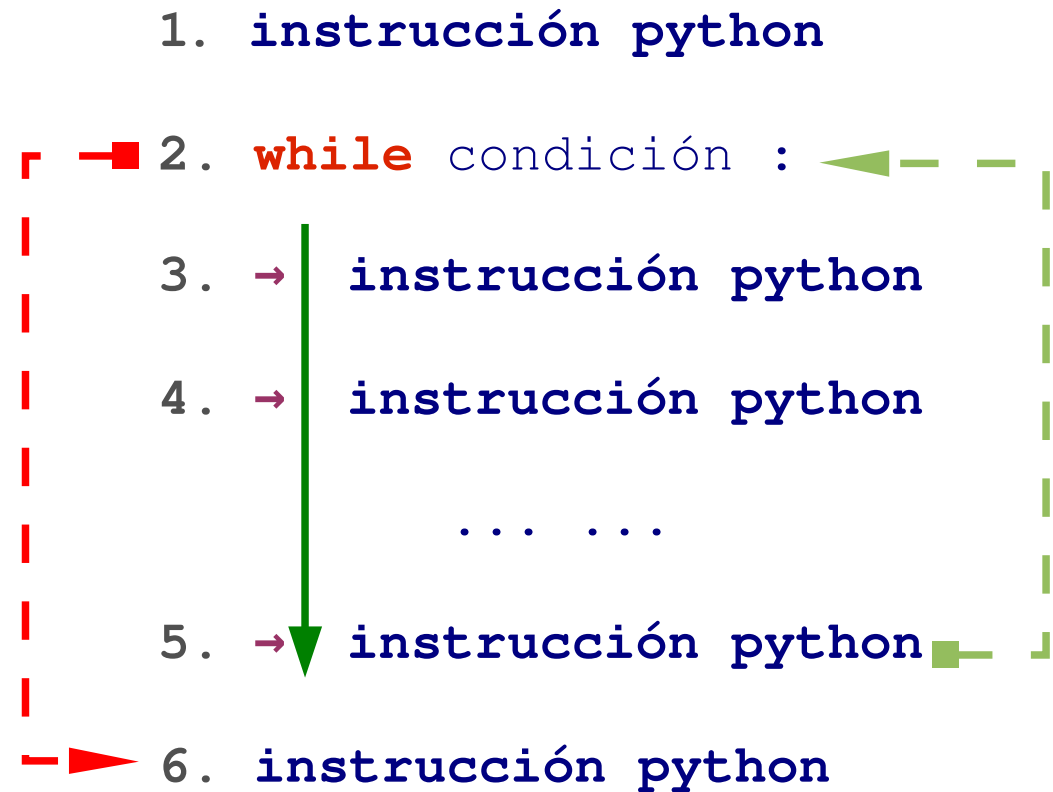 1. instrucción python
2. while condición :
3. → instrucción python
4. → instrucción python
... ...
5. → instrucción python
6. instrucción python